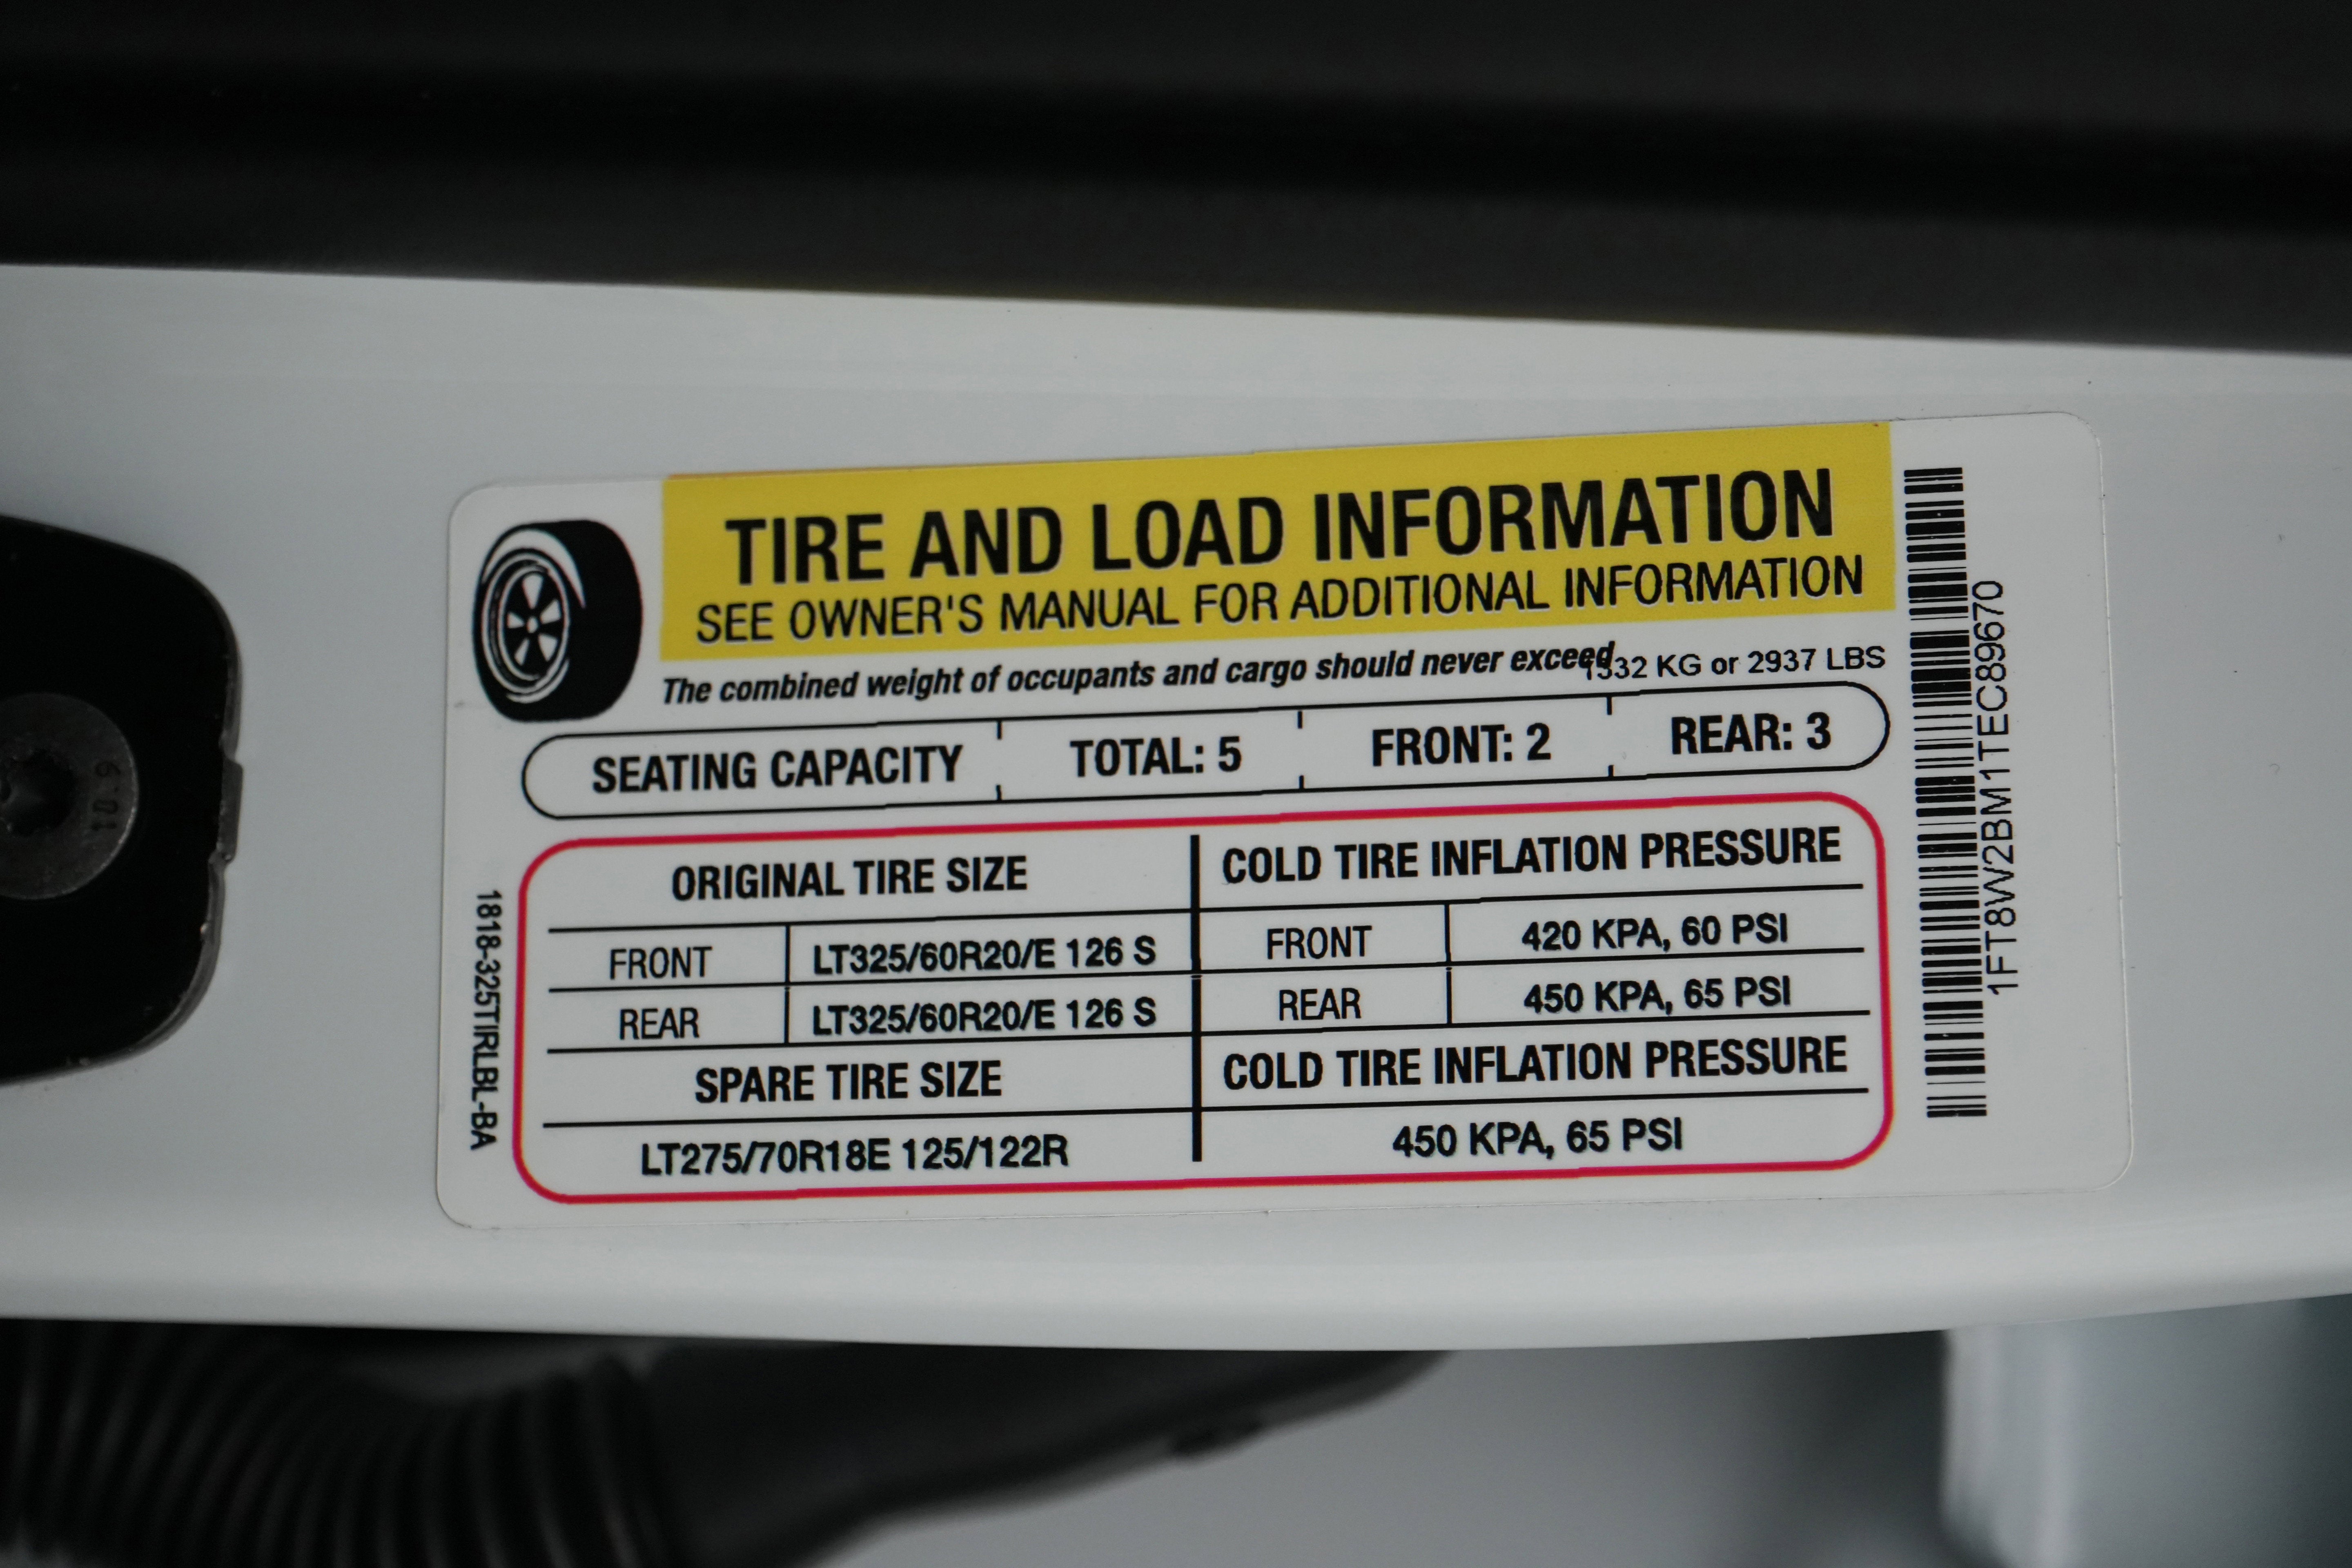 TIRE AND LOAD INFORMATION
SEE OWNER'S MANUAL FOR ADDITIONAL INFORMATION
The combined weight of occupants and cargo should never exceed 1332 KG or 2937 LBS
SEATING CAPACITY TOTAL: 5 FRONT: 2 REAR: 3
ORIGINAL TIRE SIZE COLD TIRE INFLATION PRESSURE
FRONT LT325/60R20/E 126 S FRONT 420 KPA, 60 PSI
REAR LT325/60R20/E 126 S REAR 450 KPA, 65 PSI
SPARE TIRE SIZE COLD TIRE INFLATION PRESSURE
LT275/70R18E 125/122R 450 KPA, 65 PSI
1818-325TIRLBL-BA
1FT8W2BM1TEC89670
10.9